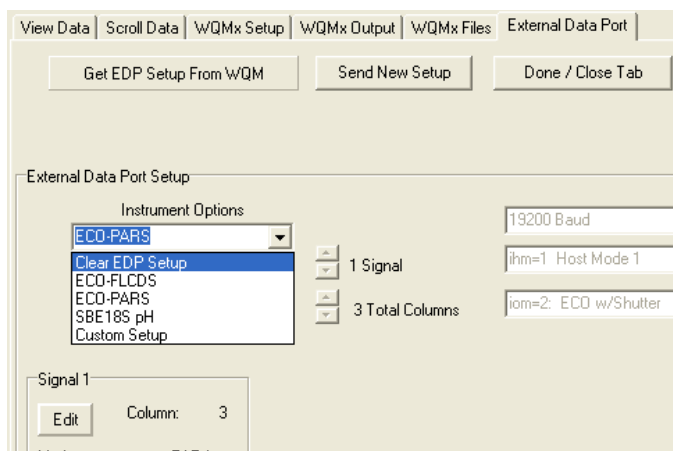 View Data Scroll Data WQMx Setup WQMx Output WQMx Files External Data Port
Get EDP Setup From WQM Send New Setup Done / Close Tab
External Data Port Setup
Instrument Options
ECO-PARS
Clear EDP Setup
ECO-FLCDS
ECO-PARS
SBE18S pH
Custom Setup
1 Signal
3 Total Columns
19200 Baud
ihm=1 Host Mode 1
iom=2: ECO w/Shutter
Signal 1
Edit Column: 3